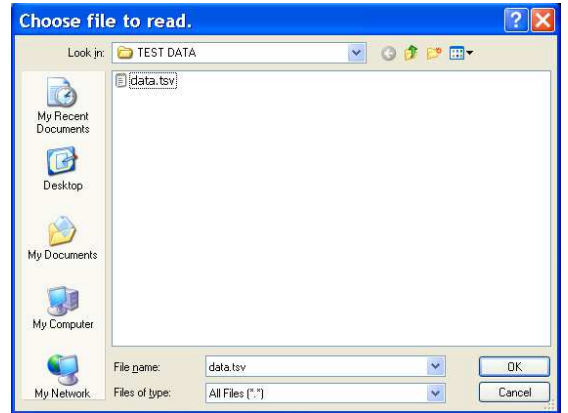 Choose file to read.
Look in: TEST DATA
data.tsv
My Recent
Documents
Desktop
My Documents
My Computer
My Network
File name: data.tsv
OK
Files of type: All Files (*.*)
Cancel